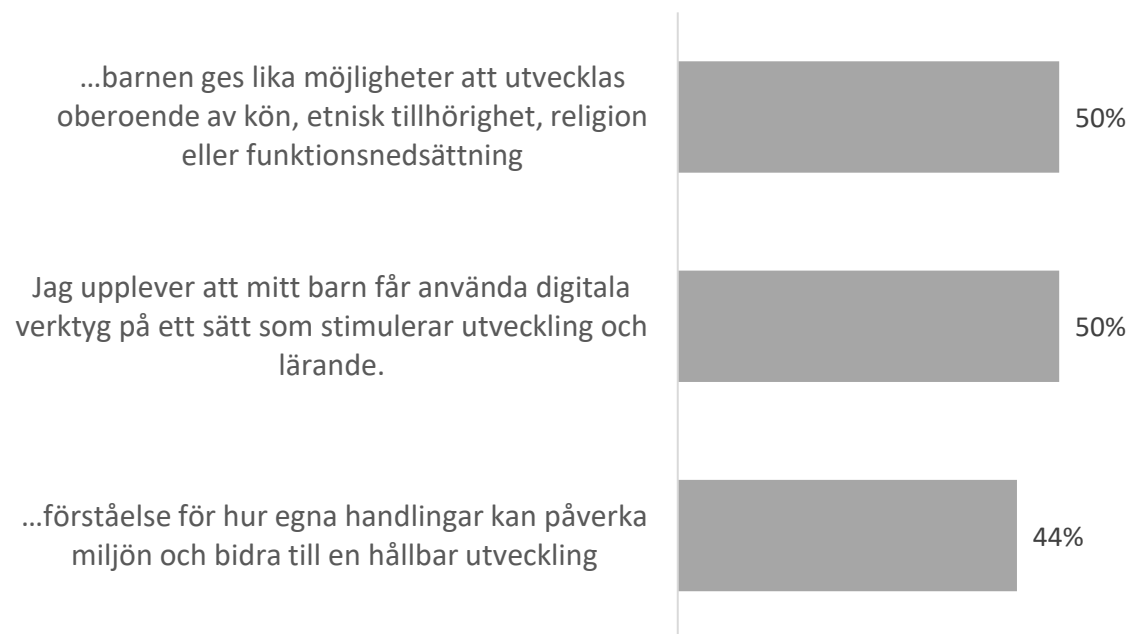 …barnen ges lika möjligheter att utvecklas
oberoende av kön, etnisk tillhörighet, religion
eller funktionsnedsättning
50%
Jag upplever att mitt barn får använda digitala
verktyg på ett sätt som stimulerar utveckling och
lärande.
50%
…förståelse för hur egna handlingar kan påverka
miljön och bidra till en hållbar utveckling
44%